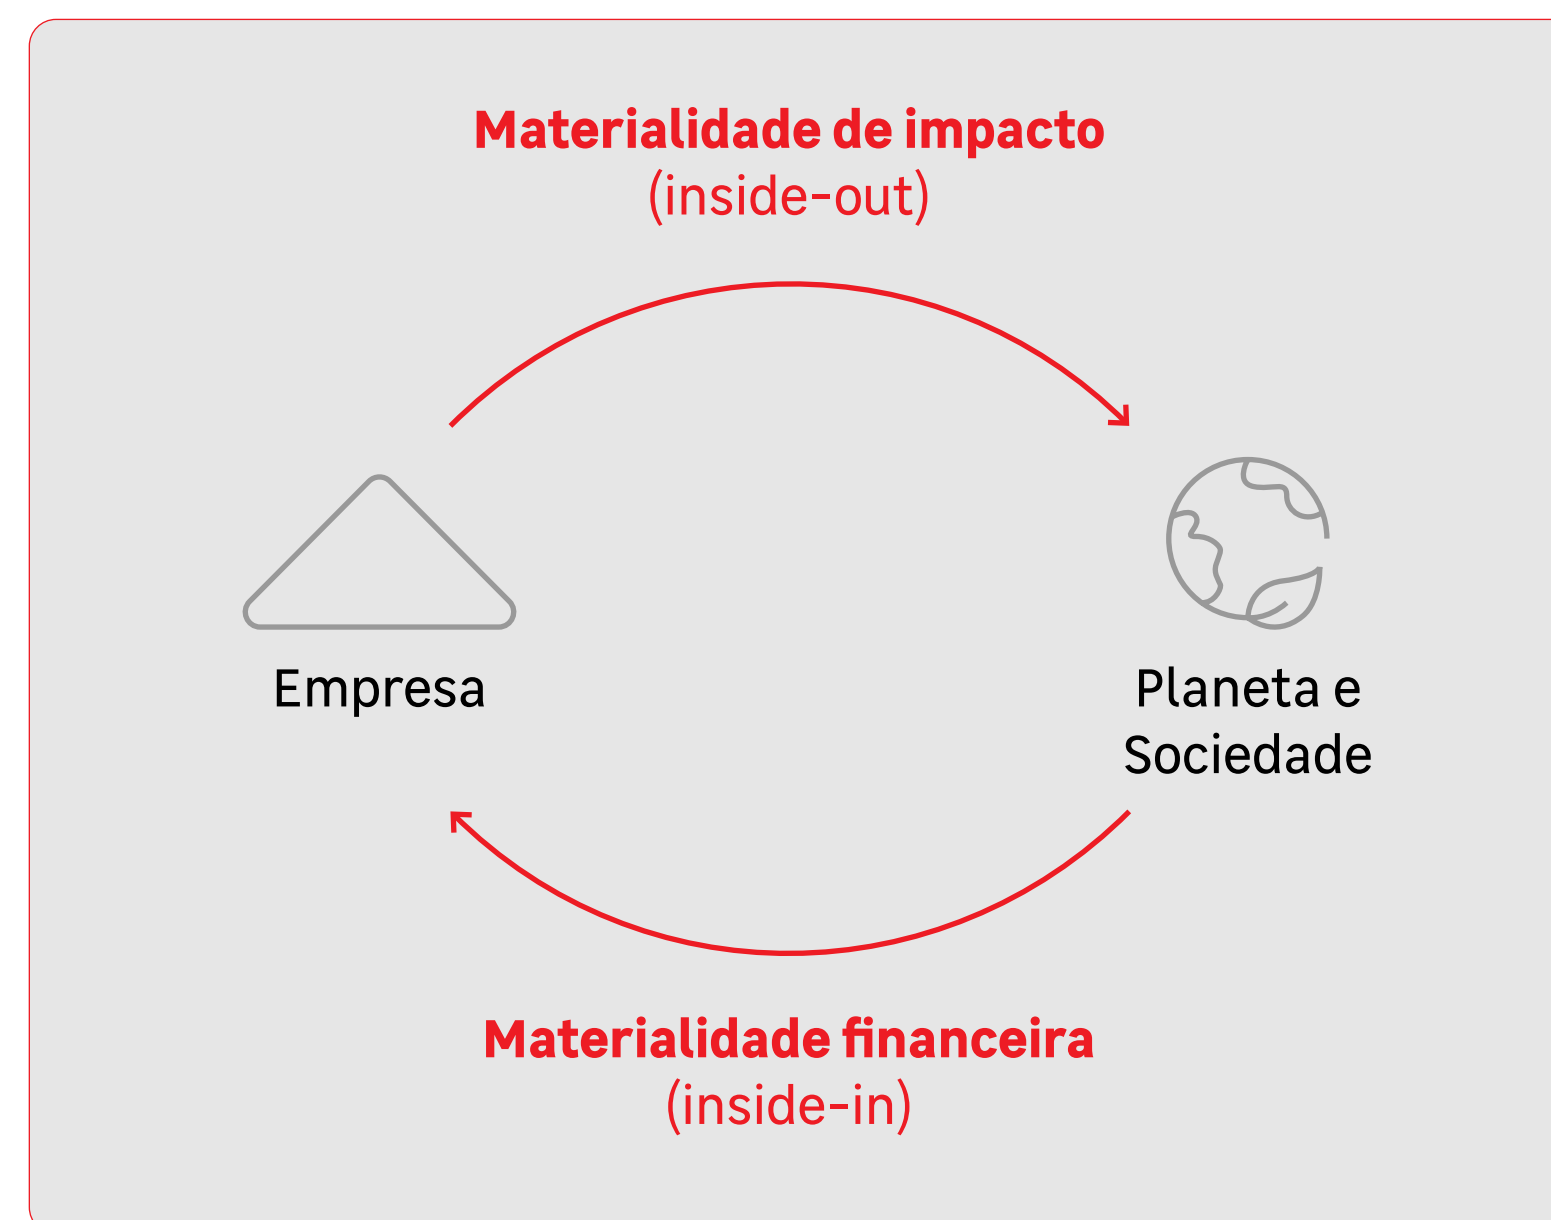 Materialidade de impacto
(inside-out)
Empresa
Planeta e
Sociedade
Materialidade financeira
(inside-in)